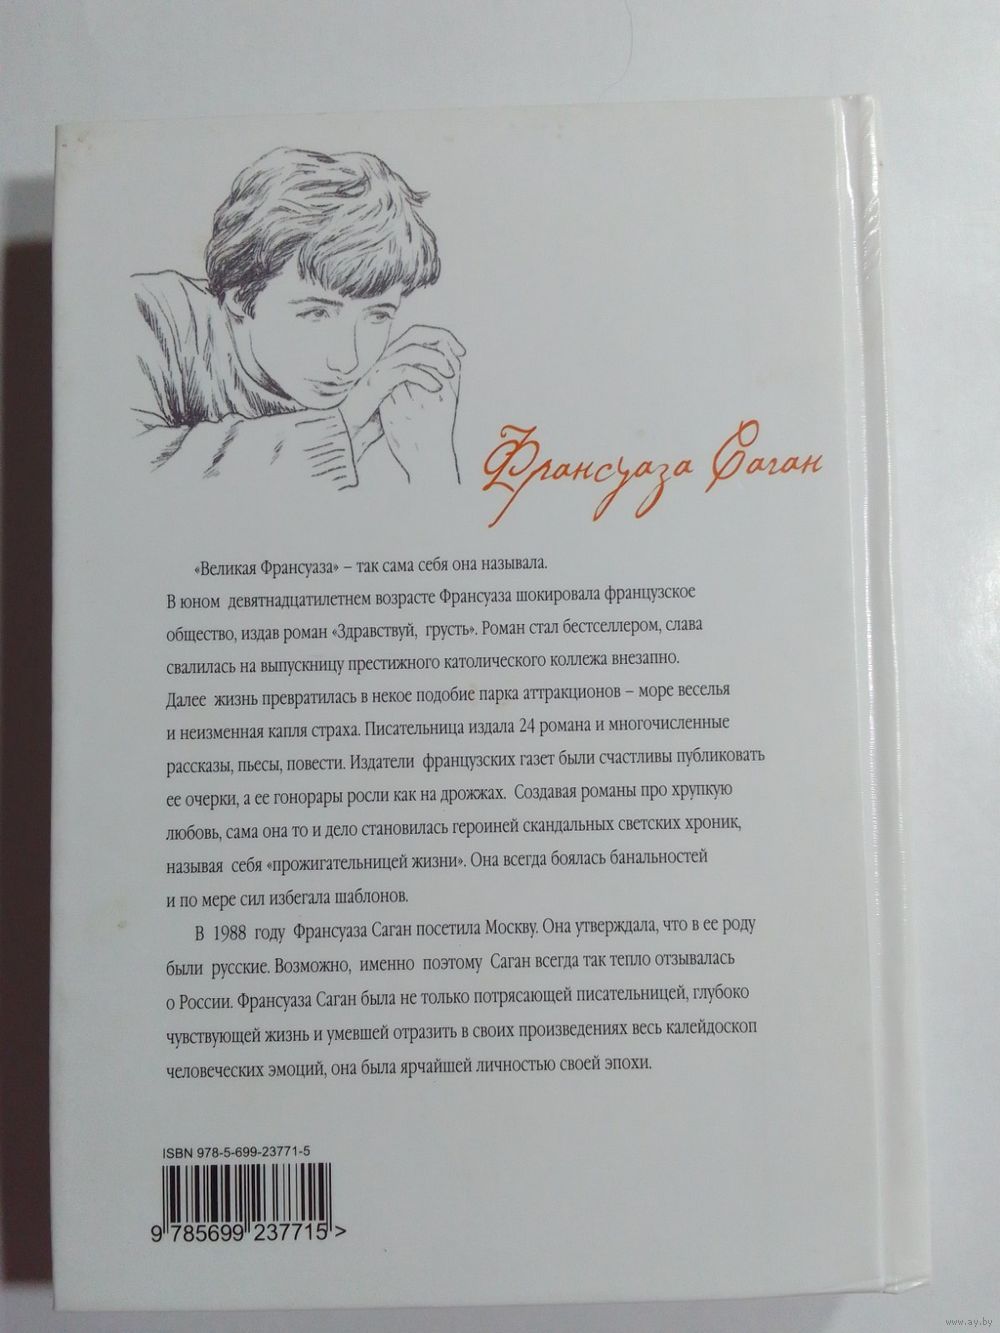 Франсуаза Саган
«Великая Франсуаза» – так сама себя она называла.
В юном девятнадцатилетнем возрасте Франсуаза шокировала французское
общество, издав роман «Здравствуй, грусть». Роман стал бестселлером, слава
свалилась на выпускницу престижного католического коллежа внезапно.
Далее жизнь превратилась в некое подобие парка аттракционов – море веселья
и неизменная капля страха. Писательница издала 24 романа и многочисленные
рассказы, пьесы, повести. Издатели французских газет были счастливы публиковать
ее очерки, а ее гонорары росли как на дрожжах. Создавая романы про хрупкую
любовь, сама она то и дело становилась героиней скандальных светских хроник,
называя себя «прожигательницей жизни». Она всегда боялась банальностей
и по мере сил избегала шаблонов.
В 1988 году Франсуаза Саган посетила Москву. Она утверждала, что в ее роду
были русские. Возможно, именно поэтому Саган всегда так тепло отзывалась
о России. Франсуаза Саган была не только потрясающей писательницей, глубоко
чувствующей жизнь и умевшей отразить в своих произведениях весь калейдоскоп
человеческих эмоций, она была ярчайшей личностью своей эпохи.
ISBN 978-5-699-23771-5
9 785699 237715 >
www.ay.by